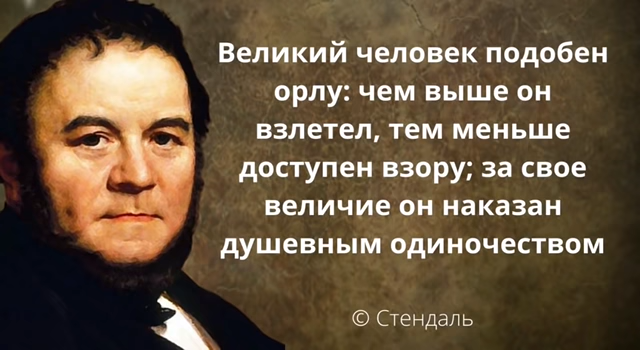 Великий человек подобен
орлу: чем выше он
взлетел, тем меньше
доступен взору; за свое
величие он наказан
душевным одиночеством
© Стендаль